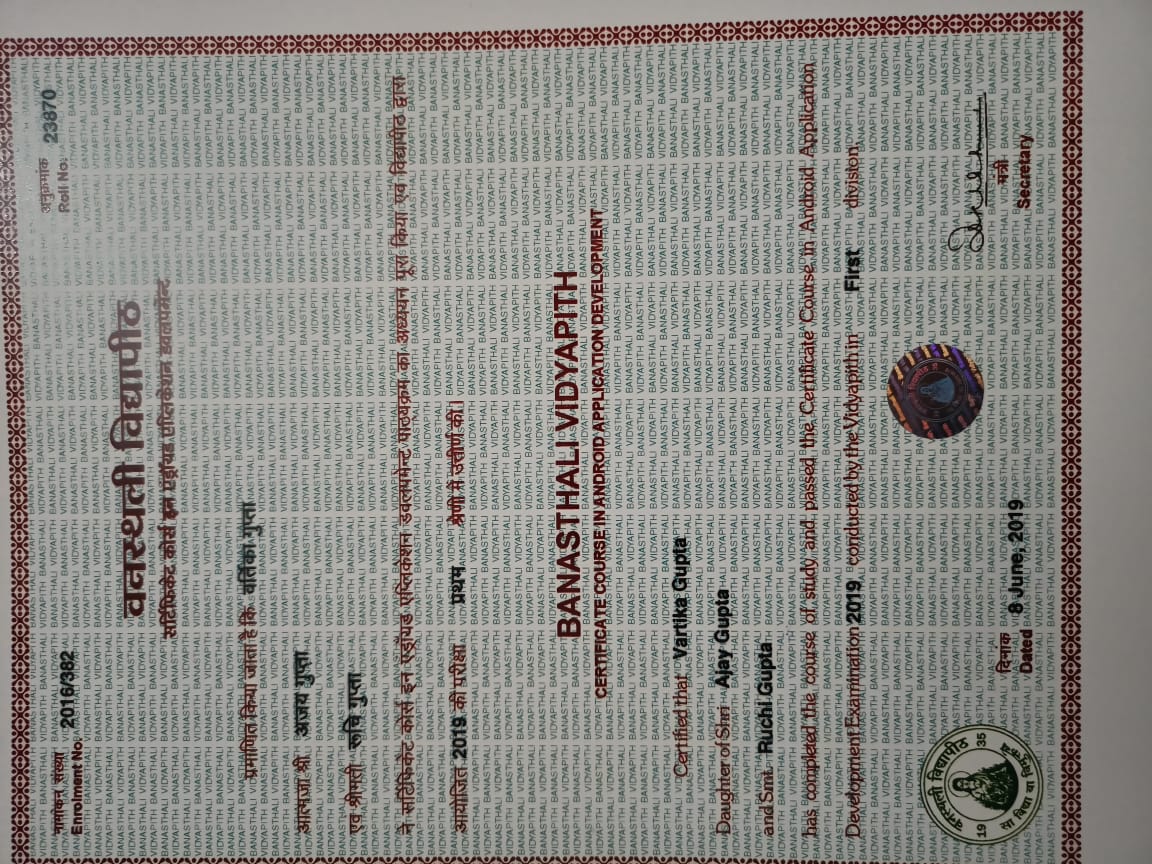 नामांकन संख्या
Enrolment No. 2016/382
अनुक्रमांक
Roll No. 23870
वनस्थली विद्यापीठ
सर्टिफिकेट कोर्स इन एंड्रॉयड एप्लिकेशन डवलपमेन्ट
प्रमाणित किया जाता है कि वर्तिका गुप्ता
आत्मजा श्री अजय गुप्ता
एवं श्रीमती रूचि गुप्ता
ने सर्टिफिकेट कोर्स इन एंड्रॉयड एप्लिकेशन डवलपमेन्ट पाठ्यक्रम का अध्ययन पूरा किया एवं विद्यापीठ द्वारा
आयोजित 2019 की परीक्षा प्रथम श्रेणी में उत्तीर्ण की।
BANASTHALI VIDYAPITH
CERTIFICATE COURSE IN ANDROID APPLICATION DEVELOPMENT
Certified that Vartika Gupta
Daughter of Shri Ajay Gupta
and Smt. Ruchi Gupta
has completed the course of study and passed the Certificate Course in Android Application
Development Examination 2019 conducted by the Vidyapith in First division.
वनस्थली विद्यापीठ
19 35
सा विद्या या विमुक्तये
दिनांक
Dated 8 June, 2019
मंत्री
Secretary